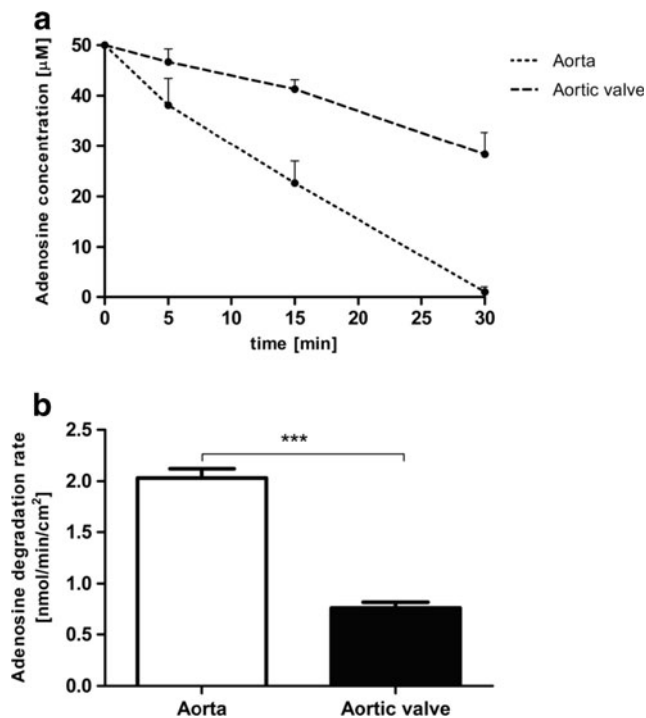 a
Adenosine concentration [µM]
50
40
30
20
10
0
0 5 10 15 20 25 30
time [min]
Aorta
Aortic valve
b
Adenosine degradation rate
[nmol/min/cm²]
2.5
2.0
1.5
1.0
0.5
0.0
***
Aorta Aortic valve